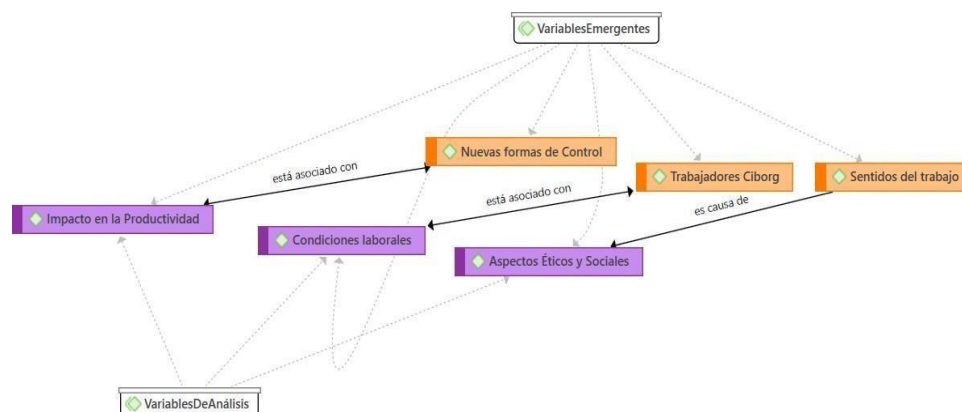 VariablesEmergentes
Nuevas formas de Control
está asociado con
Trabajadores Ciborg
Sentidos del trabajo
está asociado con
es causa de
Impacto en la Productividad
Condiciones laborales
Aspectos Éticos y Sociales
VariablesDeAnálisis